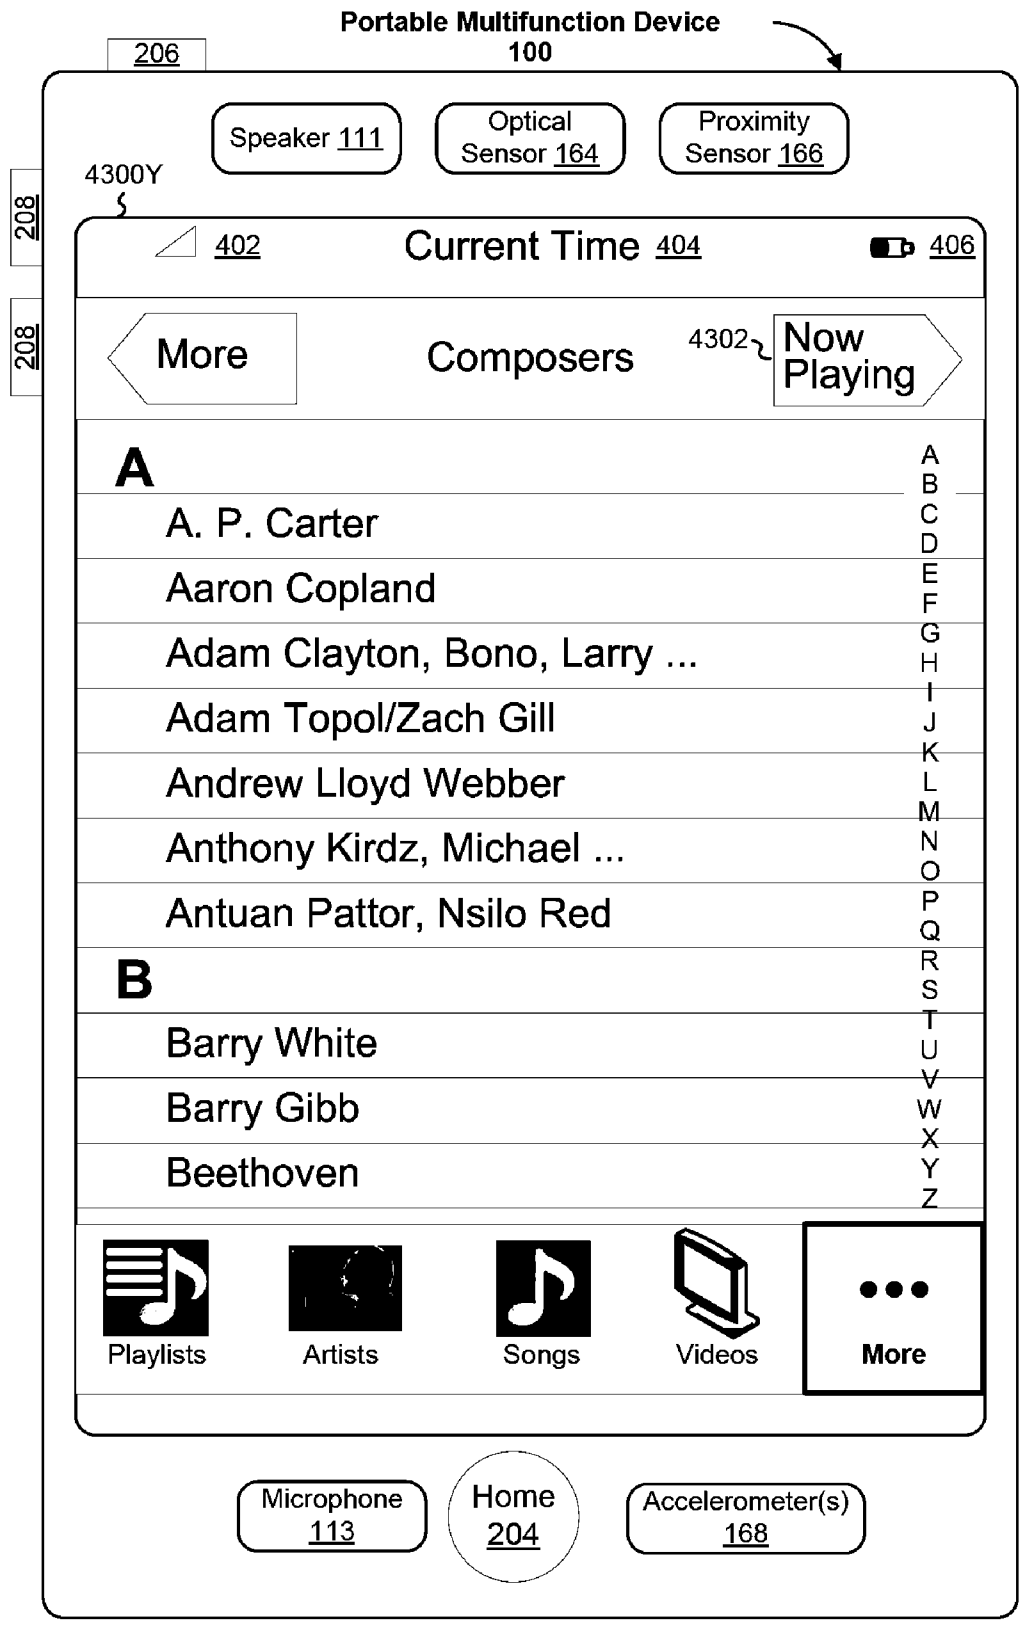 Portable Multifunction Device
100
206
Speaker 111
Optical
Sensor 164
Proximity
Sensor 166
4300Y
208
208
402
Current Time 404
406
More
Composers
4302
Now
Playing
A
A. P. Carter
Aaron Copland
Adam Clayton, Bono, Larry ...
Adam Topol/Zach Gill
Andrew Lloyd Webber
Anthony Kirdz, Michael ...
Antuan Pattor, Nsilo Red
B
Barry White
Barry Gibb
Beethoven
A
B
C
D
E
F
G
H
I
J
K
L
M
N
O
P
Q
R
S
T
U
V
W
X
Y
Z
Playlists
Artists
Songs
Videos
More
Microphone
113
Home
204
Accelerometer(s)
168